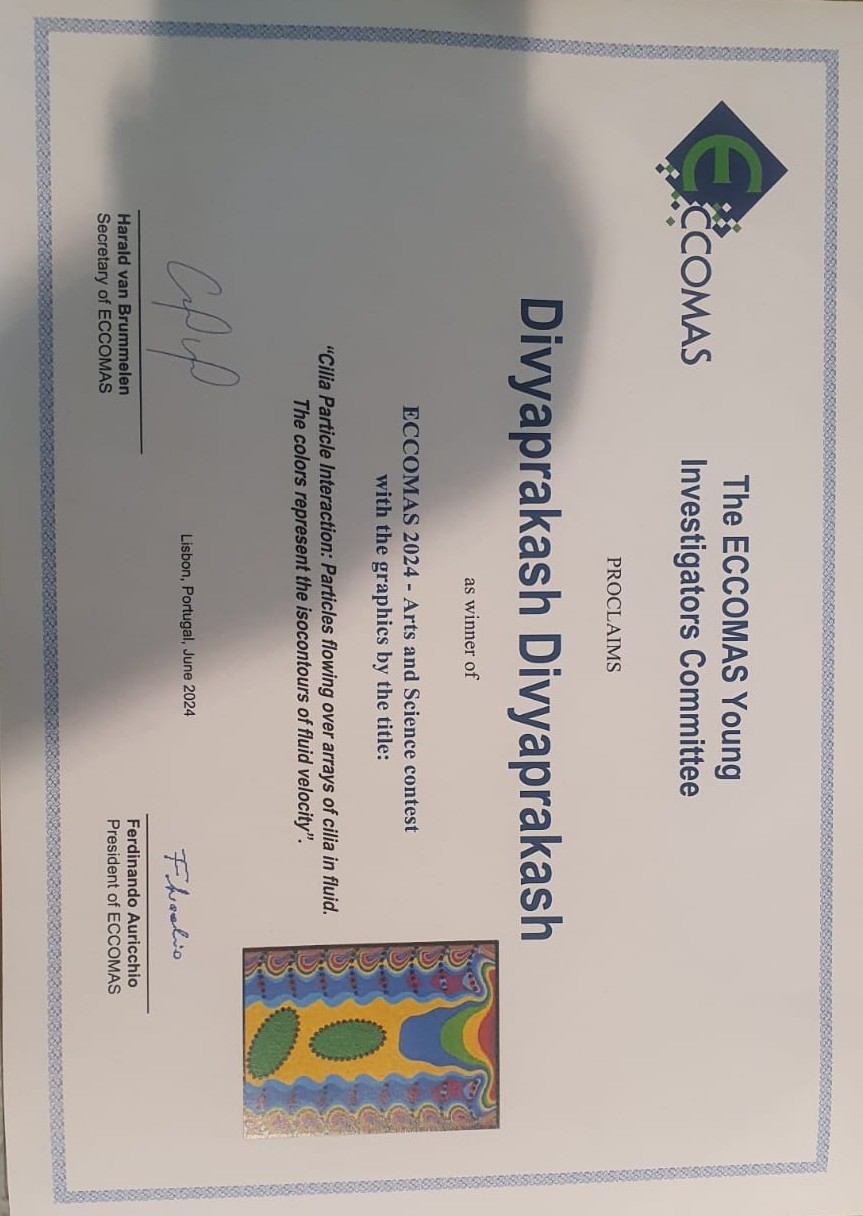 ECCOMAS
The ECCOMAS Young
Investigators Committee
PROCLAIMS
Divyaprakash Divyaprakash
as winner of
ECCOMAS 2024 - Arts and Science contest
with the graphics by the title:
“Cilia Particle Interaction: Particles flowing over arrays of cilia in fluid.
The colors represent the isocontours of fluid velocity”.
Lisbon, Portugal, June 2024
Harald van Brummelen
Secretary of ECCOMAS
Ferdinando Auricchio
President of ECCOMAS